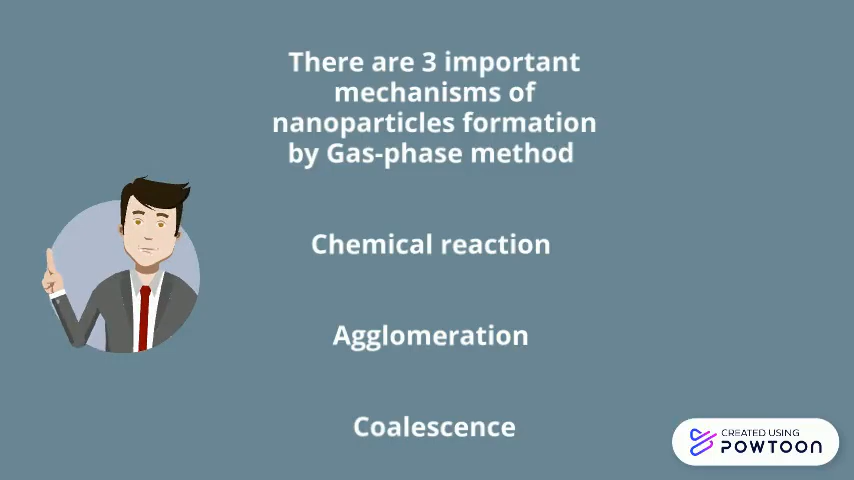 There are 3 important
mechanisms of
nanoparticles formation
by Gas-phase method
Chemical reaction
Agglomeration
Coalescence
CREATED USING
POWTOON